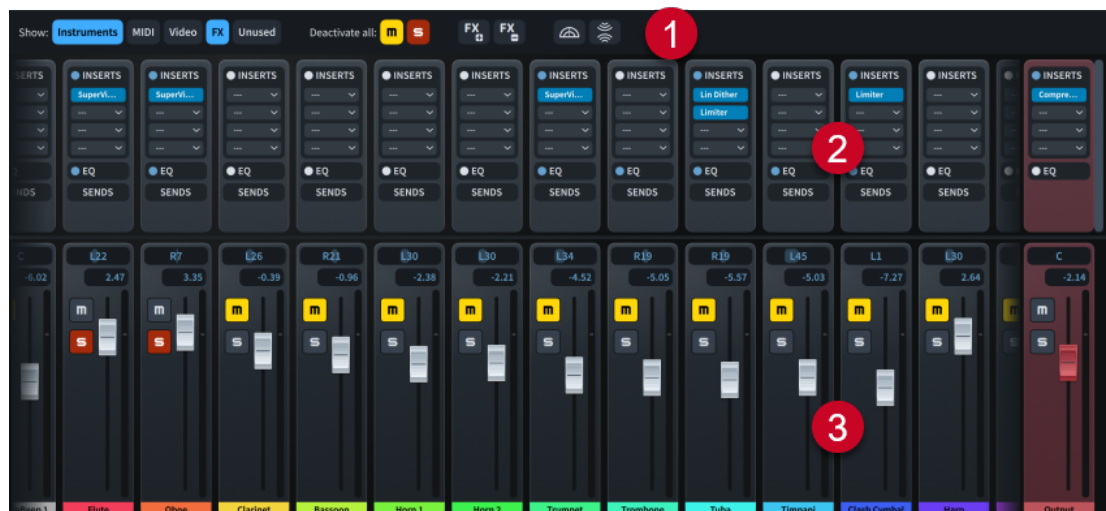 Show: Instruments MIDI Video FX Unused Deactivate all: m s FX FX 1
SERTS INSERTS INSERTS INSERTS INSERTS INSERTS INSERTS INSERTS INSERTS INSERTS INSERTS INSERTS INSERTS INSERTS
--- SuperVi... SuperVi... --- --- --- --- SuperVi... --- Lin Dither --- Limiter --- Compre...
--- --- --- --- --- --- --- --- Limiter --- --- --- ---
--- --- --- --- --- --- --- --- --- --- --- --- ---
--- --- --- --- --- --- --- --- --- --- 2 --- --- ---
EQ EQ EQ EQ EQ EQ EQ EQ EQ EQ EQ EQ EQ
NDS SENDS SENDS SENDS SENDS SENDS SENDS SENDS SENDS SENDS SENDS SENDS SENDS
C L22 R7 L26 R21 L30 L30 L34 R19 R19 L45 L1 L30 C
-6.02 2.47 3.35 -0.39 -0.96 -2.38 -2.21 -4.52 -5.05 -5.57 -5.03 -7.27 2.64 -2.14
m m m m m m m m m m m m m m
s s s s s s s s s s s s s s
3
Flute Oboe Clarinet Bassoon Horn 1 Horn 2 Trumpet Trombone Tuba Timpani Clash Cymbal Harp Output